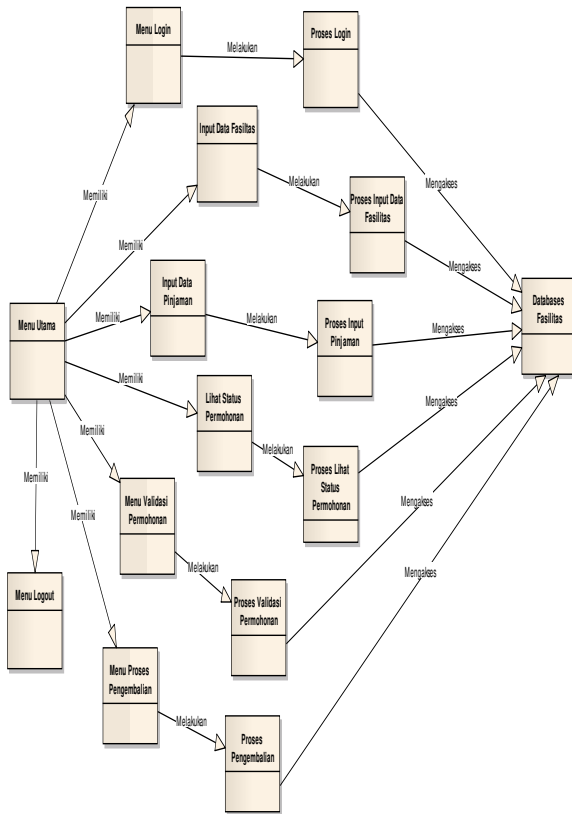 Menu Login
Melakukan
Proses Login
Input Data Fasiltas
Melakukan
Proses Input Data
Fasilitas
Mengakses
Memiliki
Memiliki
Input Data
Pinjaman
Mengakses
Databases
Fasilitas
Menu Utama
Memiliki
Melakukan
Proses Input
Pinjaman
Mengakses
Memiliki
Lihat Status
Permohonan
Mengakses
Memiliki
Melakukan
Proses Lihat
Status
Permohonan
Memiliki
Menu Validasi
Permohonan
Mengakses
Memiliki
Melakukan
Mengakses
Menu Logout
Proses Validasi
Permohonan
Menu Proses
Pengembalian
Melakukan
Proses
Pengembalian